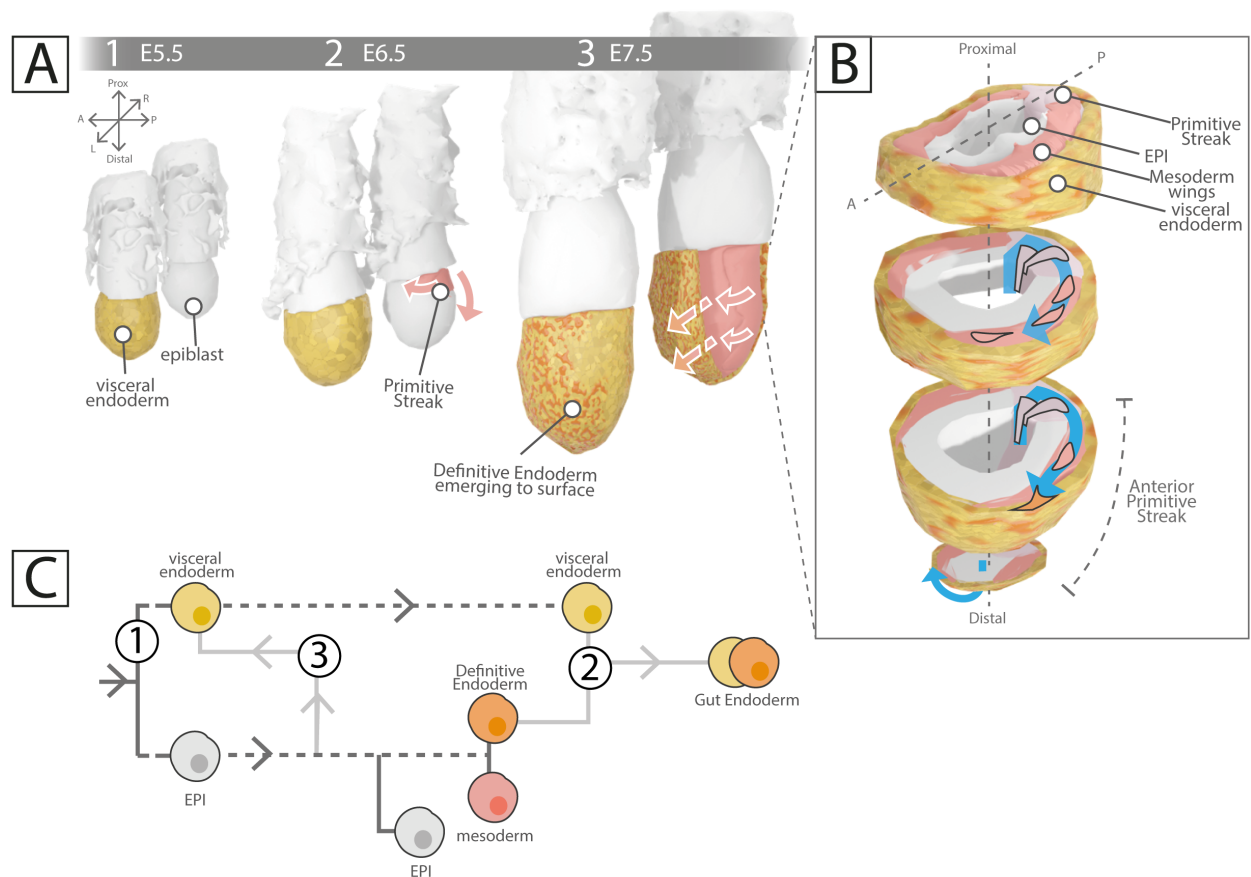 A
1 E5.5
2 E6.5
3 E7.5
Prox
R
A
P
L
Distal
epiblast
visceral
endoderm
Primitive
Streak
Definitive Endoderm
emerging to surface
B
Proximal
P
Primitive
Streak
EPI
Mesoderm
wings
visceral
endoderm
A
Anterior
Primitive
Streak
Distal
C
visceral
endoderm
visceral
endoderm
1
3
2
Definitive
Endoderm
Gut Endoderm
EPI
mesoderm
EPI